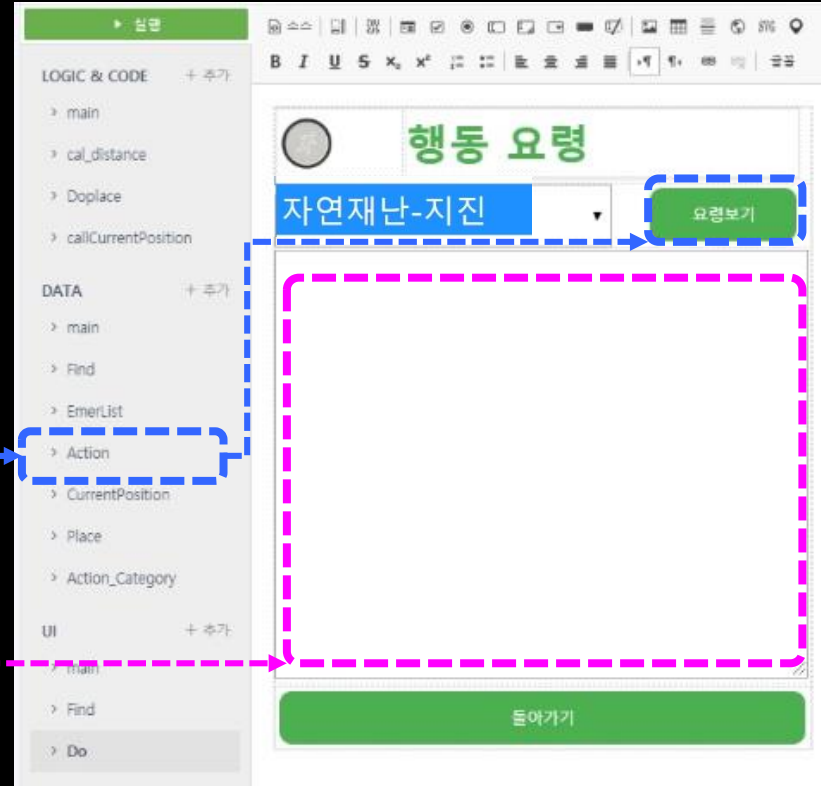 ▸ 실행
LOGIC & CODE + 추가
> main
> cal_distance
> Doplace
> callCurrentPosition
DATA + 추가
> main
> Find
> EmerList
> Action
> CurrentPosition
> Place
> Action_Category
UI + 추가
> main
> Find
> Do
소스
B I U S x₂ x²
행동 요령
자연재난-지진 ▼
요령보기
돌아가기